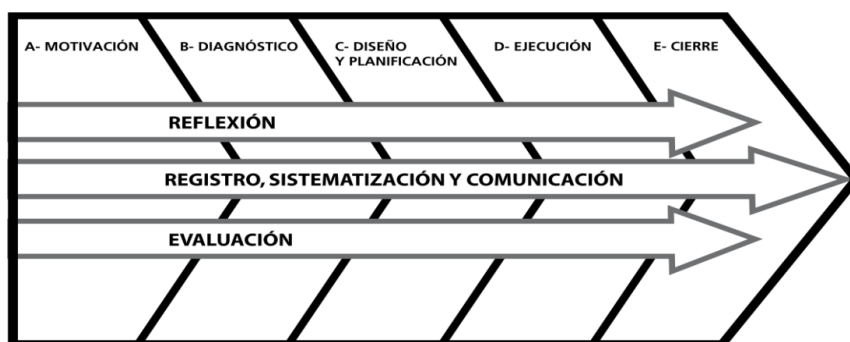 A- MOTIVACIÓN
B- DIAGNÓSTICO
C- DISEÑO
Y PLANIFICACIÓN
D- EJECUCIÓN
E- CIERRE
REFLEXIÓN
REGISTRO, SISTEMATIZACIÓN Y COMUNICACIÓN
EVALUACIÓN